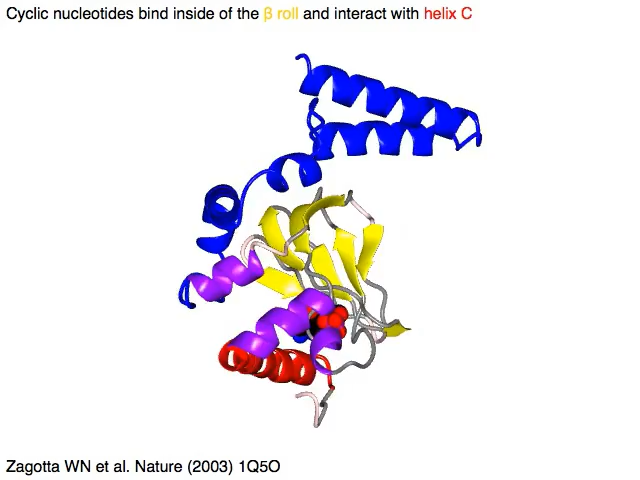 Cyclic nucleotides bind inside of the β roll and interact with helix C
Zagotta WN et al. Nature (2003) 1Q5O